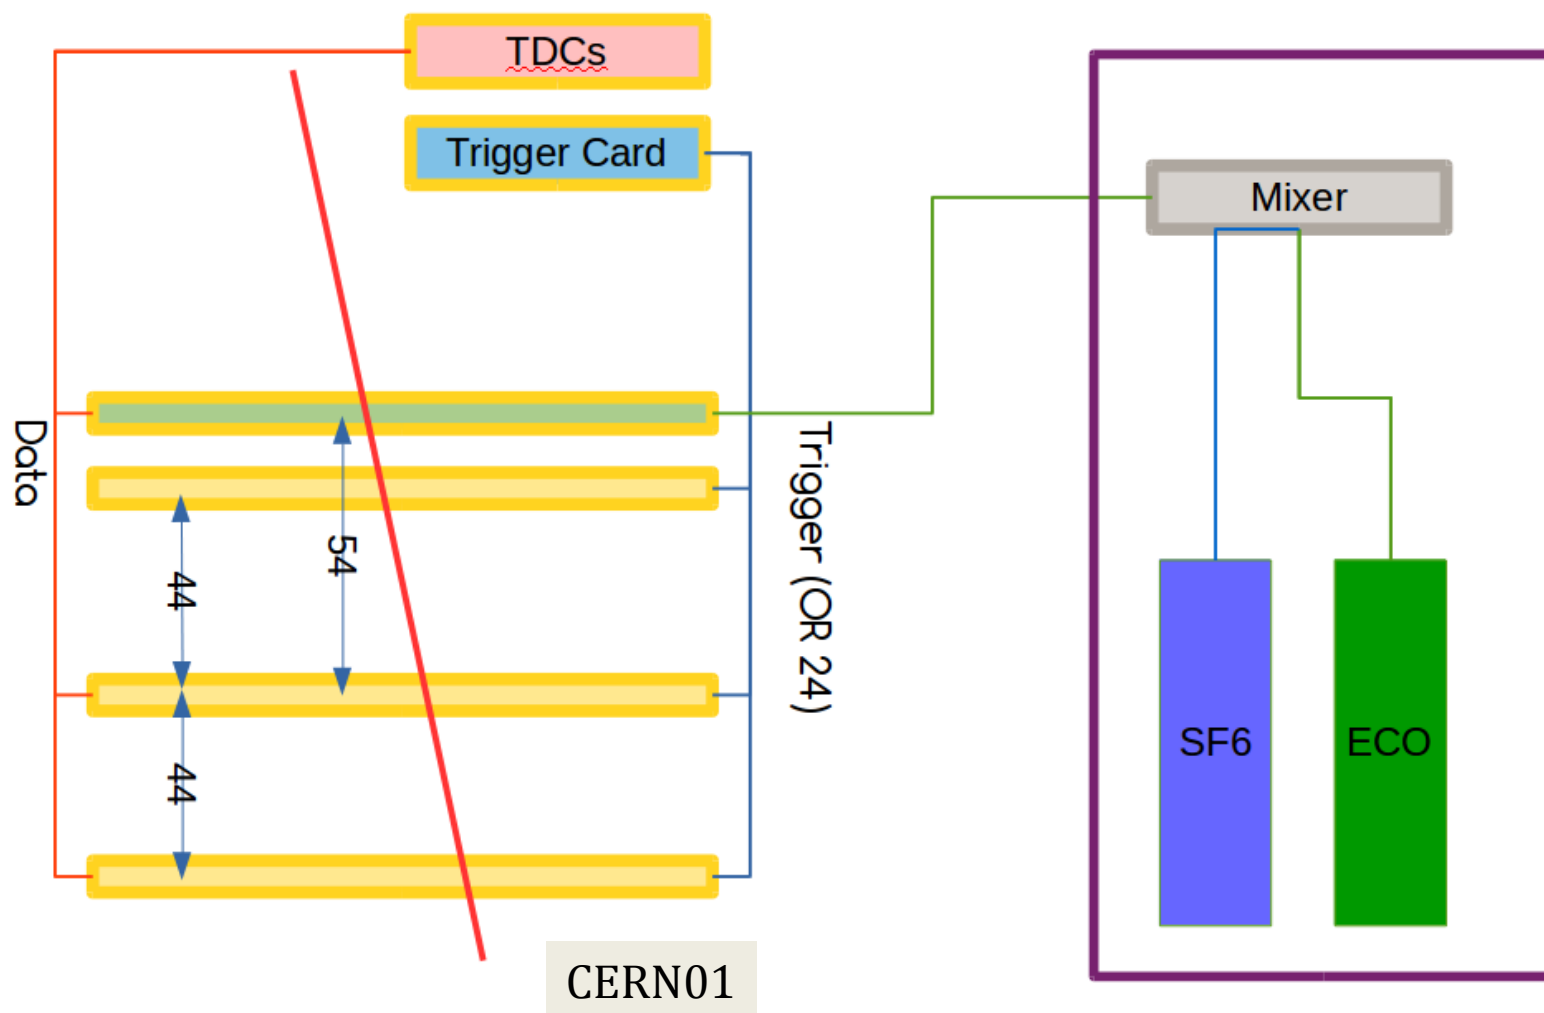 TDCs
Trigger Card
Mixer
Data
54
44
44
Trigger (OR 24)
SF6
ECO
CERN01